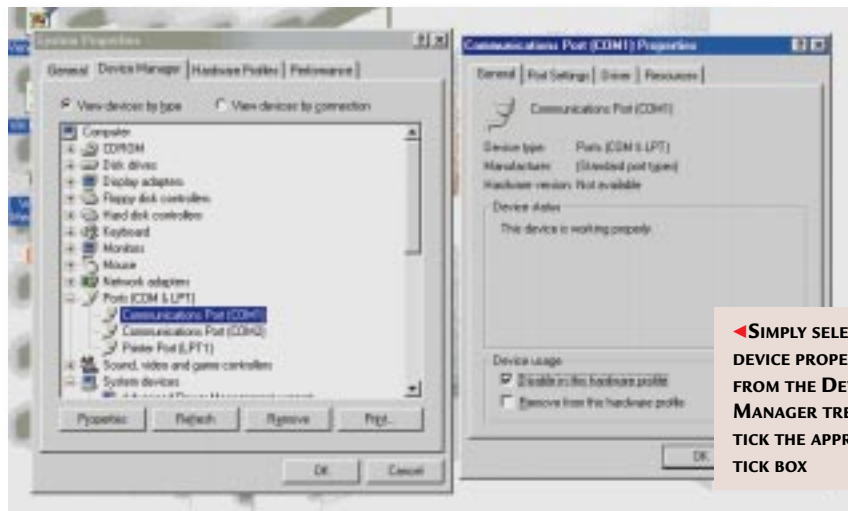 System Properties
General
Device Manager
Hardware Profiles
Performance
View devices by type
View devices by connection
Computer
CDROM
Disk drives
Display adapters
Floppy disk controllers
Hard disk controllers
Keyboard
Monitors
Mouse
Network adapters
Ports (COM & LPT)
Communications Port (COM1)
Communications Port (COM2)
Printer Port (LPT1)
Sound, video and game controllers
System devices
Properties
Refresh
Remove
Print...
OK
Cancel
Communications Port (COM1) Properties
General
Port Settings
Driver
Resources
Communications Port (COM1)
Device type: Ports (COM & LPT)
Manufacturer: (Standard port types)
Hardware version: Not available
Device status
This device is working properly.
Device usage
Disable in this hardware profile
Remove from this hardware profile
OK
◀SIMPLY SELE
DEVICE PROPE
FROM THE DE
MANAGER TRE
TICK THE APPR
TICK BOX